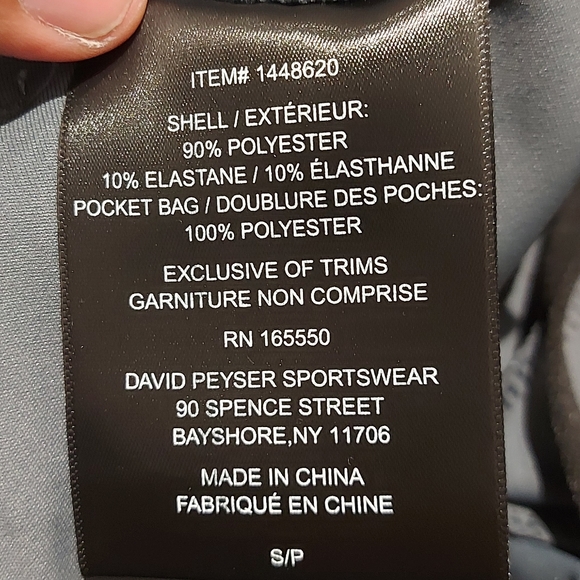 ITEM# 1448620
SHELL / EXTÉRIEUR:
90% POLYESTER
10% ELASTANE / 10% ÉLASTHANNE
POCKET BAG / DOUBLURE DES POCHES:
100% POLYESTER
EXCLUSIVE OF TRIMS
GARNITURE NON COMPRISE
RN 165550
DAVID PEYSER SPORTSWEAR
90 SPENCE STREET
BAYSHORE,NY 11706
MADE IN CHINA
FABRIQUÉ EN CHINE
S/P